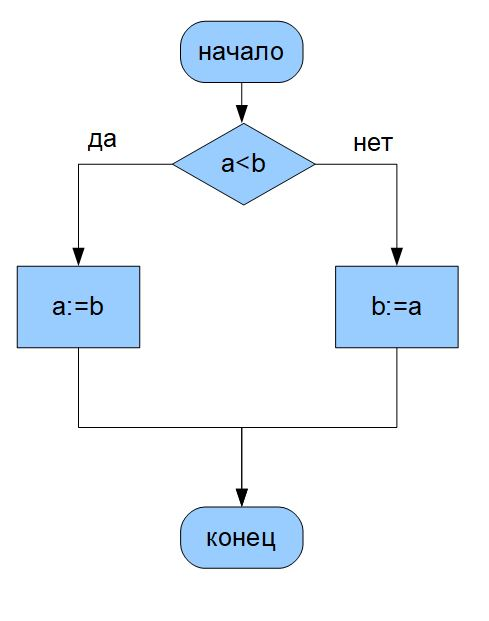 начало
да
нет
a<b
a:=b
b:=a
конец